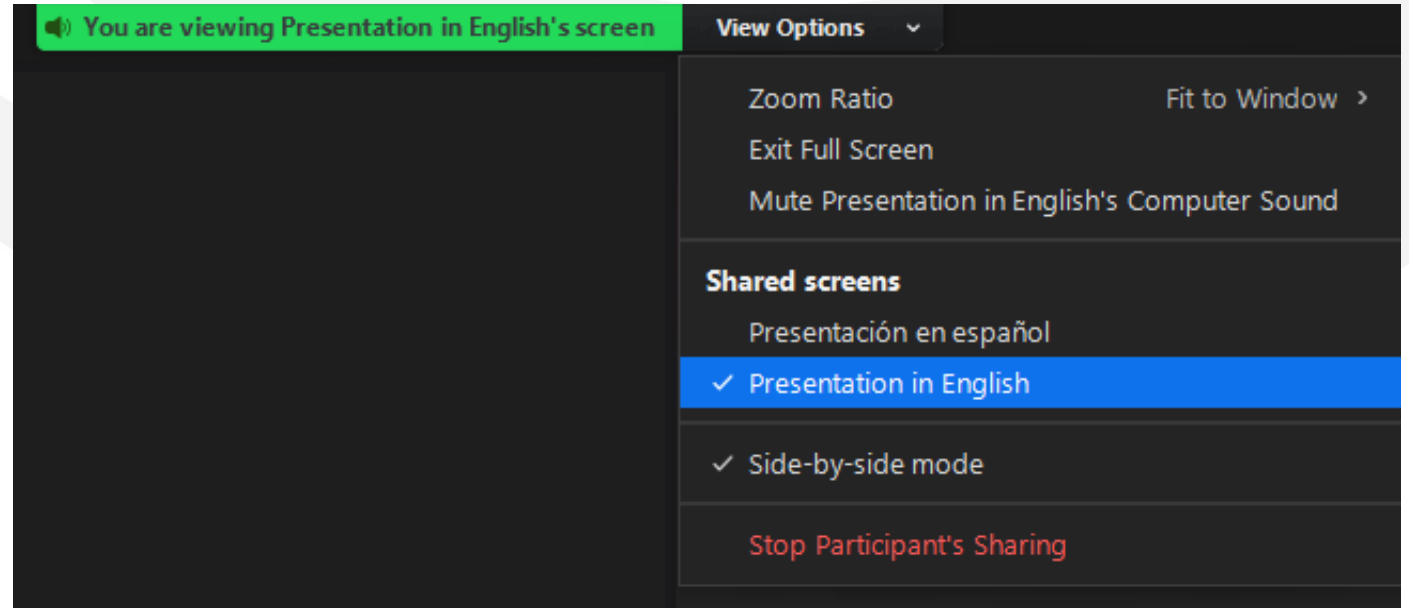 You are viewing Presentation in English's screen View Options
Zoom Ratio Fit to Window
Exit Full Screen
Mute Presentation in English's Computer Sound
Shared screens
Presentación en español
Presentation in English
Side-by-side mode
Stop Participant's Sharing